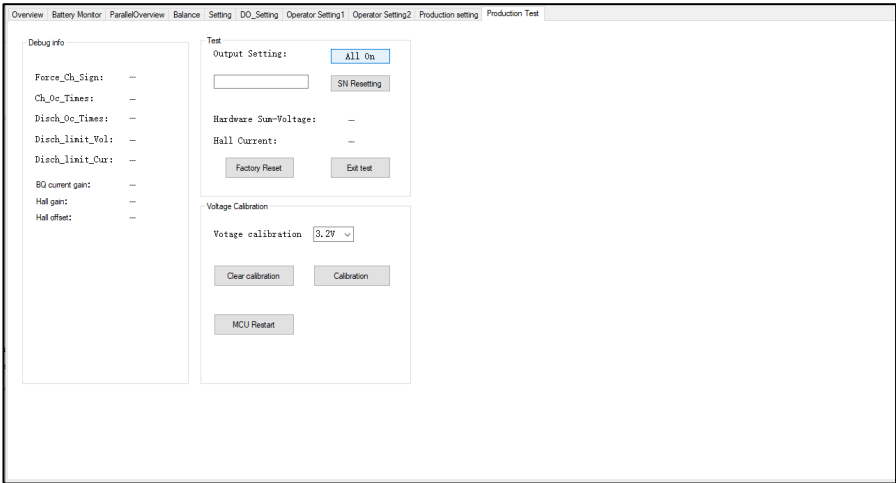 Overview Battery Monitor ParallelOverview Balance Setting DO_Setting Operator Setting1 Operator Setting2 Production setting Production Test
Debug info
Force_Ch_Sign: ---
Ch_Oc_Times: ---
Disch_Oc_Times: ---
Disch_limit_Vol: ---
Disch_limit_Cur: ---
BQ current gain: ---
Hall gain: ---
Hall offset: ---
Test
Output Setting: All On
SN Resetting
Hardware Sum-Voltage: ---
Hall Current: ---
Factory Reset Exit test
Voltage Calibration
Votage calibration 3.2V
Clear calibration Calibration
MCU Restart